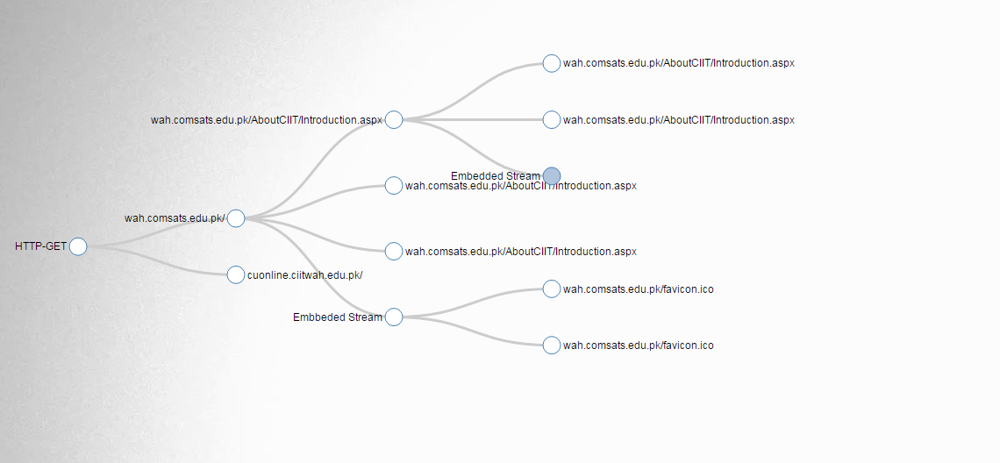 wah.comsats.edu.pk/AboutCIIT/Introduction.aspx
wah.comsats.edu.pk/AboutCIIT/Introduction.aspx
wah.comsats.edu.pk/AboutCIIT/Introduction.aspx
Embedded Stream
wah.comsats.edu.pk/AboutCIIT/Introduction.aspx
wah.comsats.edu.pk/
HTTP-GET
wah.comsats.edu.pk/AboutCIIT/Introduction.aspx
cuonline.ciitwah.edu.pk/
wah.comsats.edu.pk/favicon.ico
Embbeded Stream
wah.comsats.edu.pk/favicon.ico